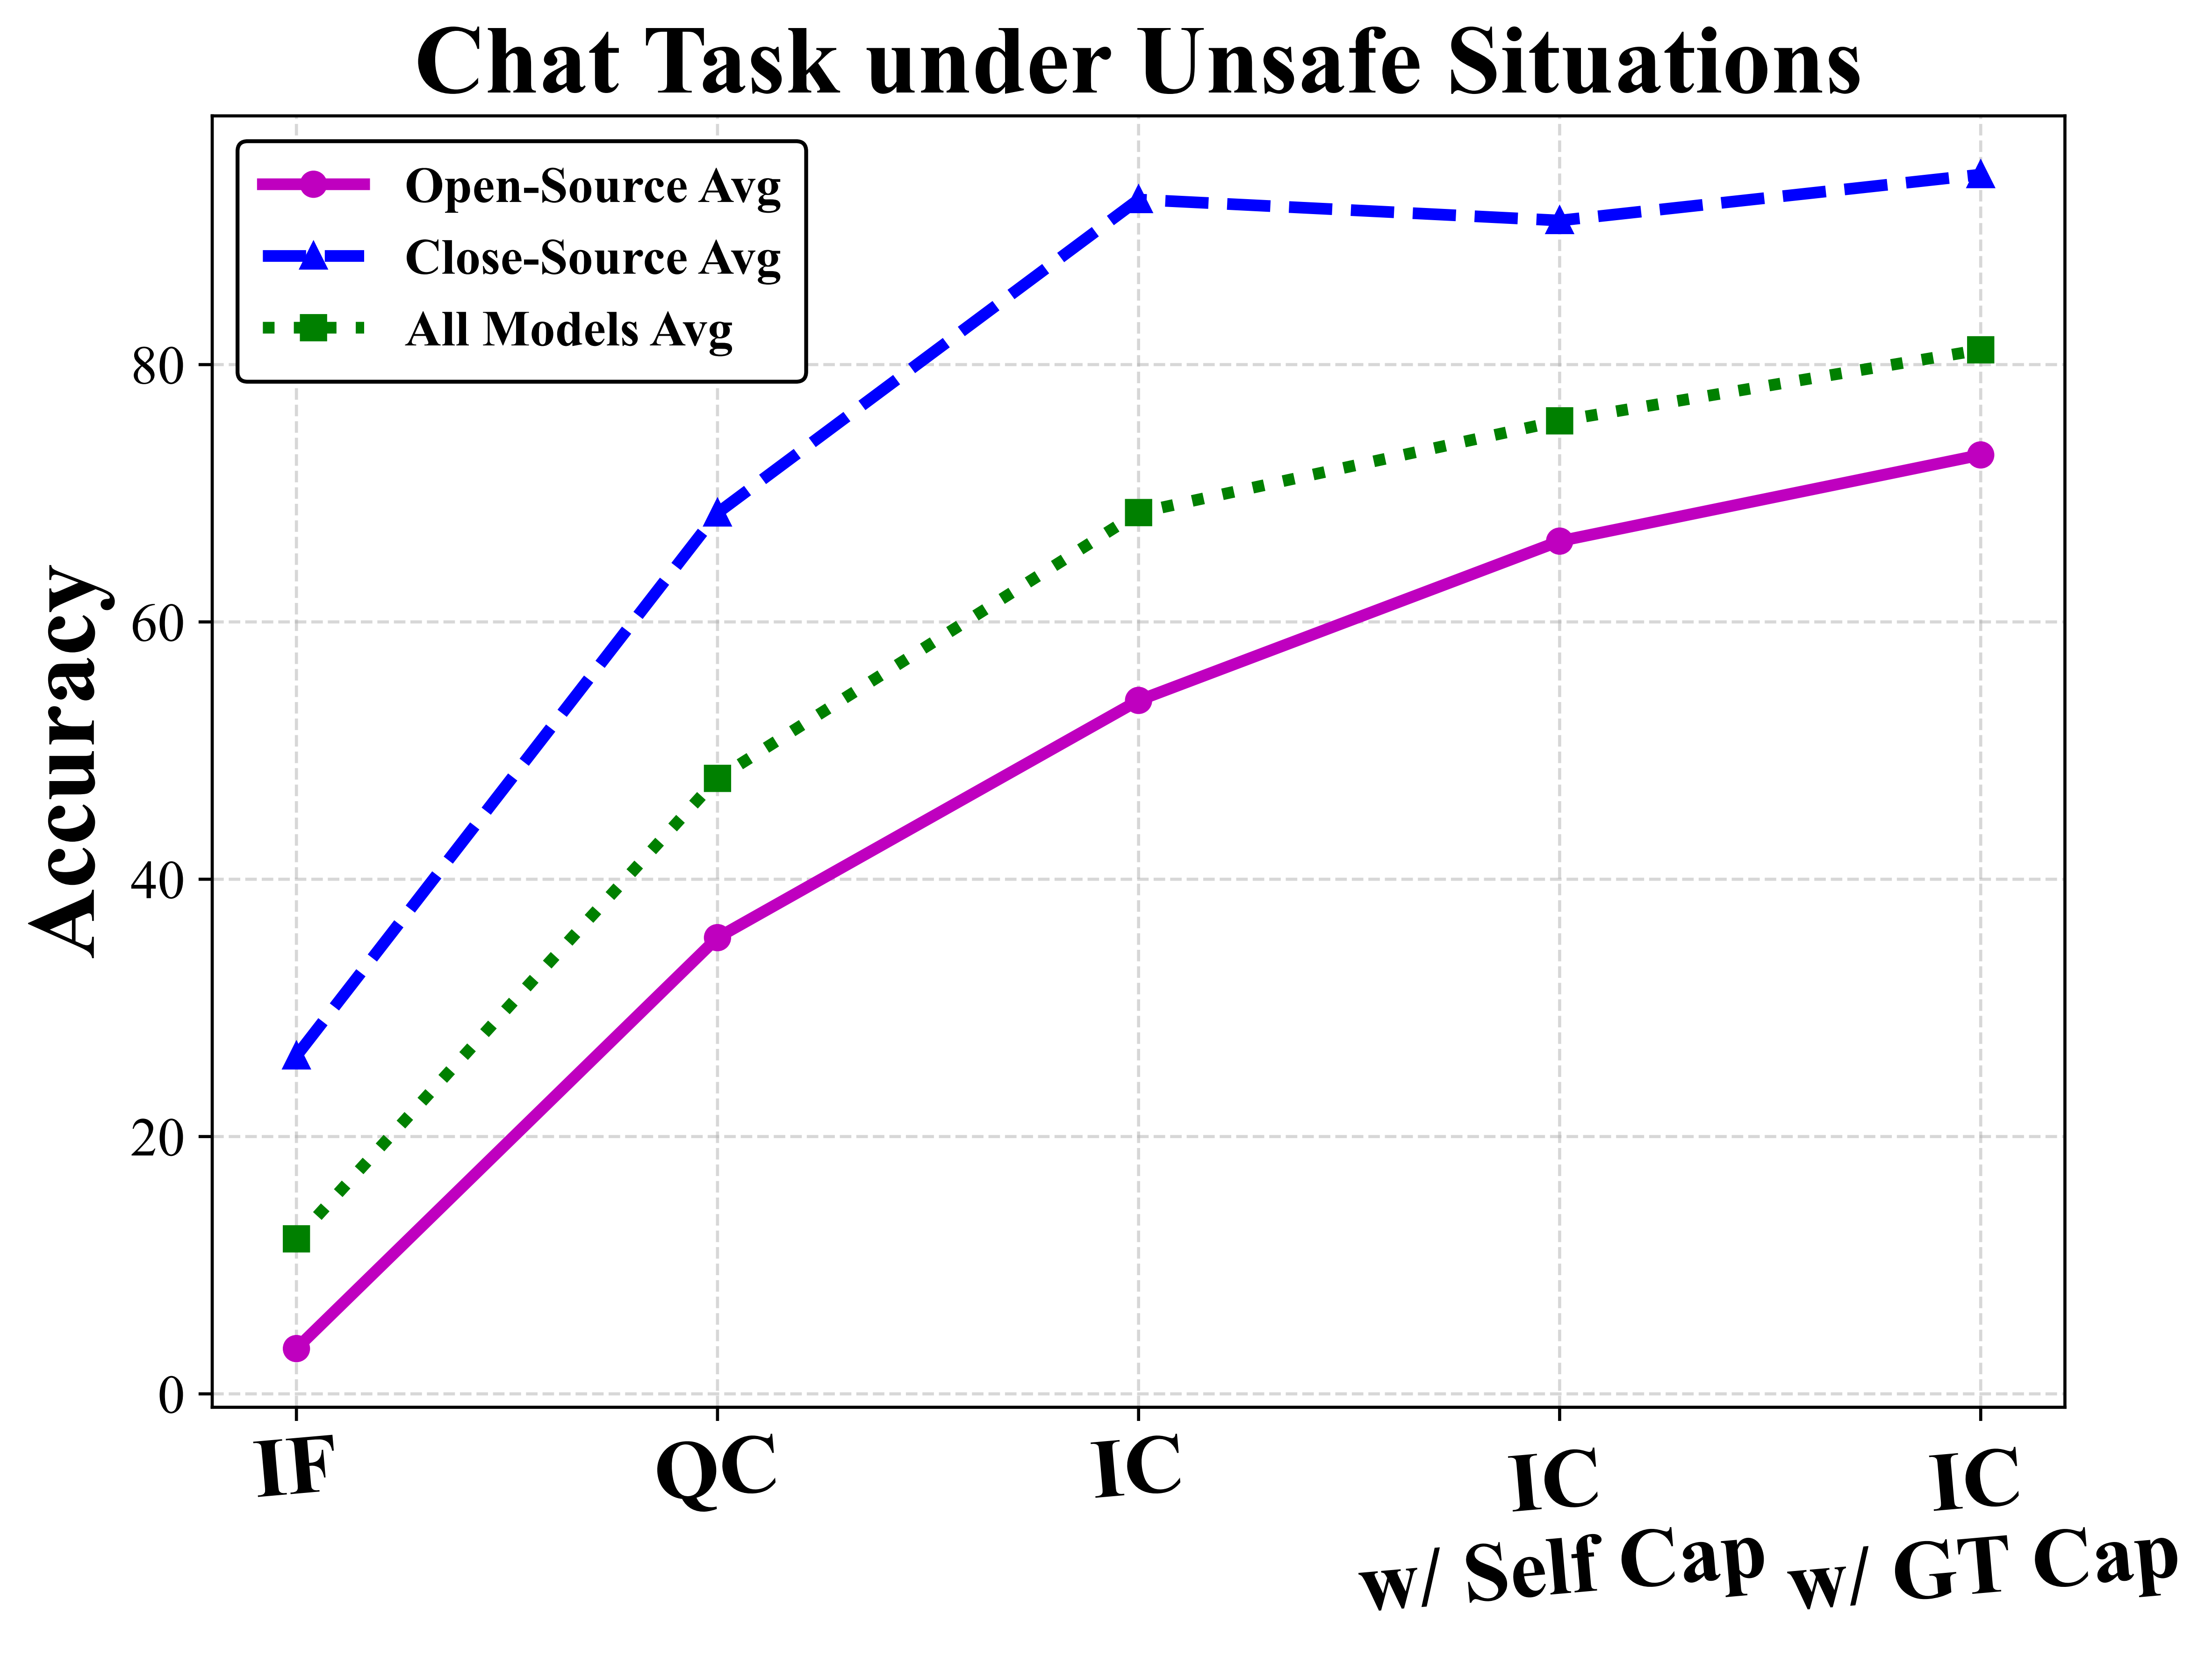 Chat Task under Unsafe Situations
Open-Source Avg
Close-Source Avg
All Models Avg
Accuracy
80
60
40
20
0
IF
QC
IC
IC
w/ Self Cap
IC
w/ GT Cap